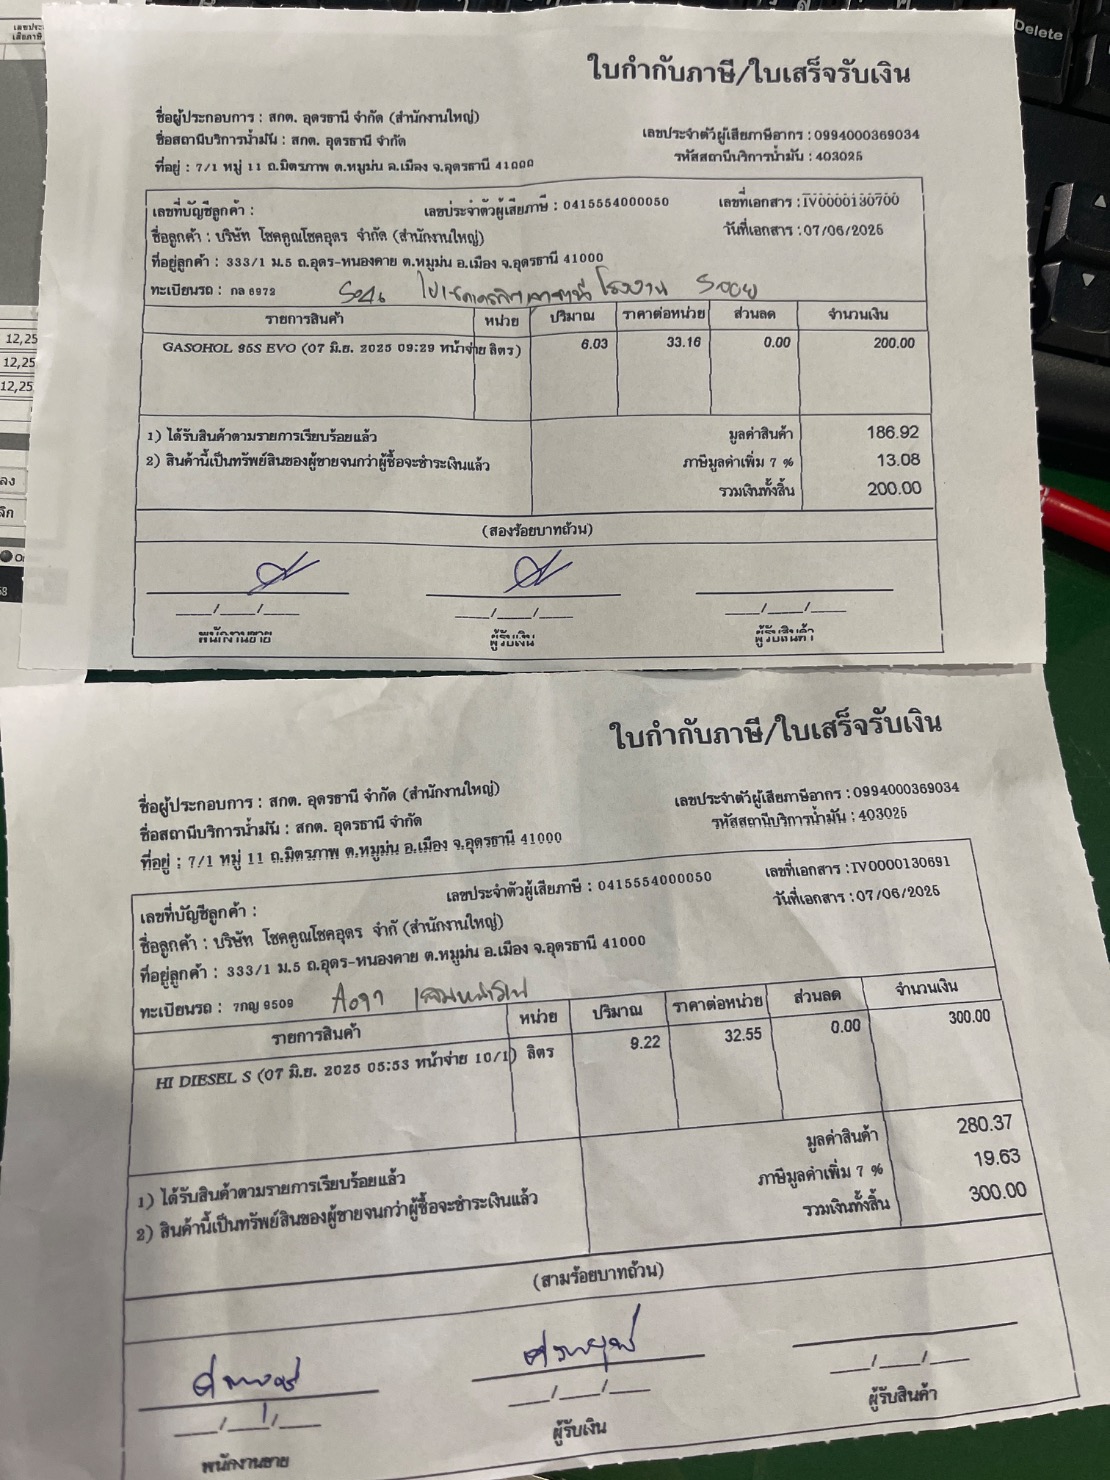 เลขประ
เสียภาษี
Delete
12,25
12,25
12,25
ลง
ลิก
ใบกำกับภาษี/ใบเสร็จรับเงิน
ชื่อผู้ประกอบการ : สกต. อุดรธานี จำกัด (สำนักงานใหญ่)
ชื่อสถานีบริการน้ำมัน : สกต. อุดรธานี จำกัด
เลขประจำตัวผู้เสียภาษีอากร : 0994000369034
ที่อยู่ : 7/1 หมู่ 11 ถ.มิตรภาพ ต.หมูม่น อ.เมือง จ.อุดรธานี 41000
รหัสสถานีบริการน้ำมัน : 403025
เลขที่บัญชีลูกค้า : เลขประจำตัวผู้เสียภาษี : 0415554000050 เลขที่เอกสาร : IV0000130700
ชื่อลูกค้า : บริษัท โชคคูณโชคอุดร จำกัด (สำนักงานใหญ่) วันที่เอกสาร : 07/06/2025
ที่อยู่ลูกค้า : 333/1 ม.5 ถ.อุดร-หนองคาย ต.หมูม่น อ.เมือง จ.อุดรธานี 41000
ทะเบียนรถ : กล 6972 โรงงาน
รายการสินค้า หน่วย ปริมาณ ราคาต่อหน่วย ส่วนลด จำนวนเงิน
GASOHOL 95S EVO (07 มิ.ย. 2025 09:29 หน้าจ่าย ลิตร) 6.03 33.16 0.00 200.00
1) ได้รับสินค้าตามรายการเรียบร้อยแล้ว มูลค่าสินค้า 186.92
2) สินค้านี้เป็นทรัพย์สินของผู้ขายจนกว่าผู้ซื้อจะชำระเงินแล้ว ภาษีมูลค่าเพิ่ม 7 % 13.08
รวมเงินทั้งสิ้น 200.00
(สองร้อยบาทถ้วน)
___/___/___ ___/___/___ ___/___/___
พนักงานขาย ผู้รับเงิน ผู้รับสินค้า
ใบกำกับภาษี/ใบเสร็จรับเงิน
ชื่อผู้ประกอบการ : สกต. อุดรธานี จำกัด (สำนักงานใหญ่) เลขประจำตัวผู้เสียภาษีอากร : 0994000369034
ชื่อสถานีบริการน้ำมัน : สกต. อุดรธานี จำกัด รหัสสถานีบริการน้ำมัน : 403025
ที่อยู่ : 7/1 หมู่ 11 ถ.มิตรภาพ ต.หมูม่น อ.เมือง จ.อุดรธานี 41000
เลขที่บัญชีลูกค้า : เลขประจำตัวผู้เสียภาษี : 0415554000050 เลขที่เอกสาร : IV0000130691
ชื่อลูกค้า : บริษัท โชคคูณโชคอุดร จำกั (สำนักงานใหญ่) วันที่เอกสาร : 07/06/2025
ที่อยู่ลูกค้า : 333/1 ม.5 ถ.อุดร-หนองคาย ต.หมูม่น อ.เมือง จ.อุดรธานี 41000
ทะเบียนรถ : 7กญ 9509
รายการสินค้า หน่วย ปริมาณ ราคาต่อหน่วย ส่วนลด จำนวนเงิน
HI DIESEL S (07 มิ.ย. 2025 05:53 หน้าจ่าย 10/1) ลิตร 9.22 32.55 0.00 300.00
มูลค่าสินค้า 280.37
1) ได้รับสินค้าตามรายการเรียบร้อยแล้ว ภาษีมูลค่าเพิ่ม 7 % 19.63
2) สินค้านี้เป็นทรัพย์สินของผู้ขายจนกว่าผู้ซื้อจะชำระเงินแล้ว รวมเงินทั้งสิ้น 300.00
(สามร้อยบาทถ้วน)
___/___/___ ___/___/___ ___/___/___
พนักงานขาย ผู้รับเงิน ผู้รับสินค้า